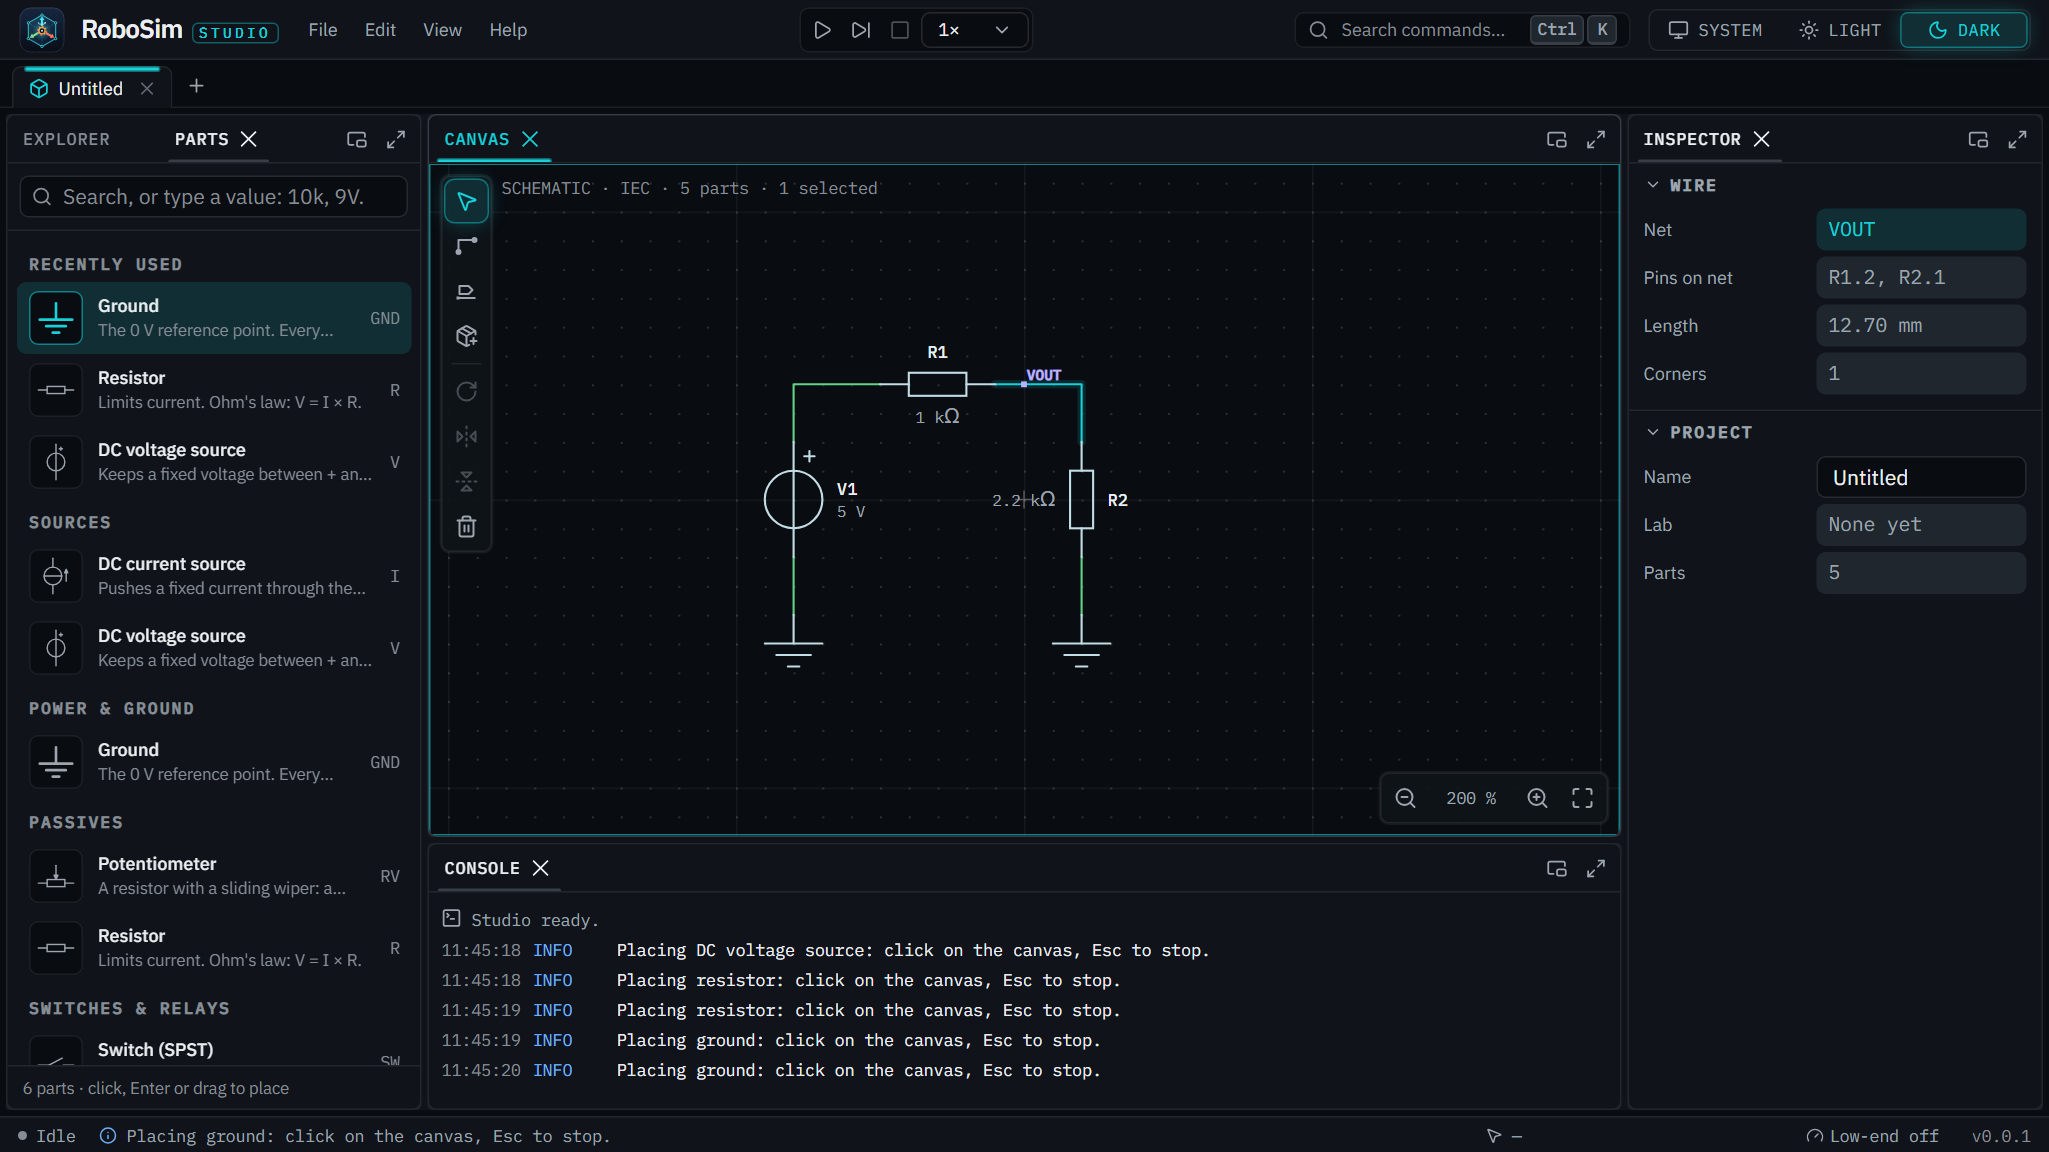 RoboSim STUDIO File Edit View Help 1× Search commands... Ctrl K SYSTEM LIGHT DARK
Untitled
EXPLORER PARTS
Search, or type a value: 10k, 9V.
RECENTLY USED
Ground
The 0 V reference point. Every... GND
Resistor
Limits current. Ohm's law: V = I × R. R
DC voltage source
Keeps a fixed voltage between + an... V
SOURCES
DC current source
Pushes a fixed current through the... I
DC voltage source
Keeps a fixed voltage between + an... V
POWER & GROUND
Ground
The 0 V reference point. Every... GND
PASSIVES
Potentiometer
A resistor with a sliding wiper: a... RV
Resistor
Limits current. Ohm's law: V = I × R. R
SWITCHES & RELAYS
Switch (SPST) SW
6 parts · click, Enter or drag to place
CANVAS
SCHEMATIC · IEC · 5 parts · 1 selected
R1
VOUT
1 kΩ
+
V1
5 V
2.2 kΩ
R2
200 %
CONSOLE
Studio ready.
11:45:18 INFO Placing DC voltage source: click on the canvas, Esc to stop.
11:45:18 INFO Placing resistor: click on the canvas, Esc to stop.
11:45:19 INFO Placing resistor: click on the canvas, Esc to stop.
11:45:19 INFO Placing ground: click on the canvas, Esc to stop.
11:45:20 INFO Placing ground: click on the canvas, Esc to stop.
INSPECTOR
WIRE
Net VOUT
Pins on net R1.2, R2.1
Length 12.70 mm
Corners 1
PROJECT
Name Untitled
Lab None yet
Parts 5
Idle Placing ground: click on the canvas, Esc to stop. — Low-end off v0.0.1